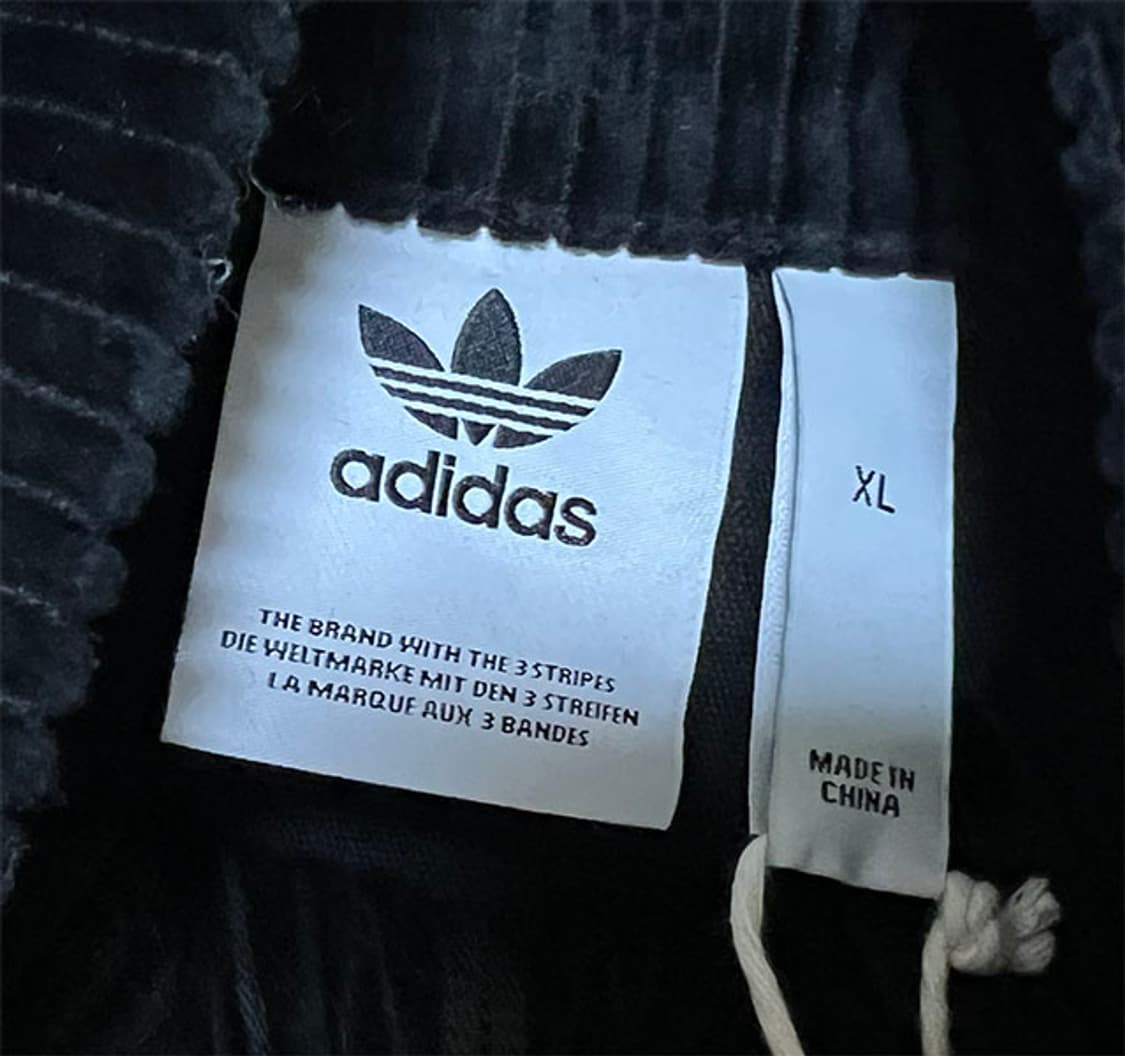 adidas
THE BRAND WITH THE 3 STRIPES
DIE WELTMARKE MIT DEN 3 STREIFEN
LA MARQUE AUX 3 BANDES
XL
MADE IN
CHINA